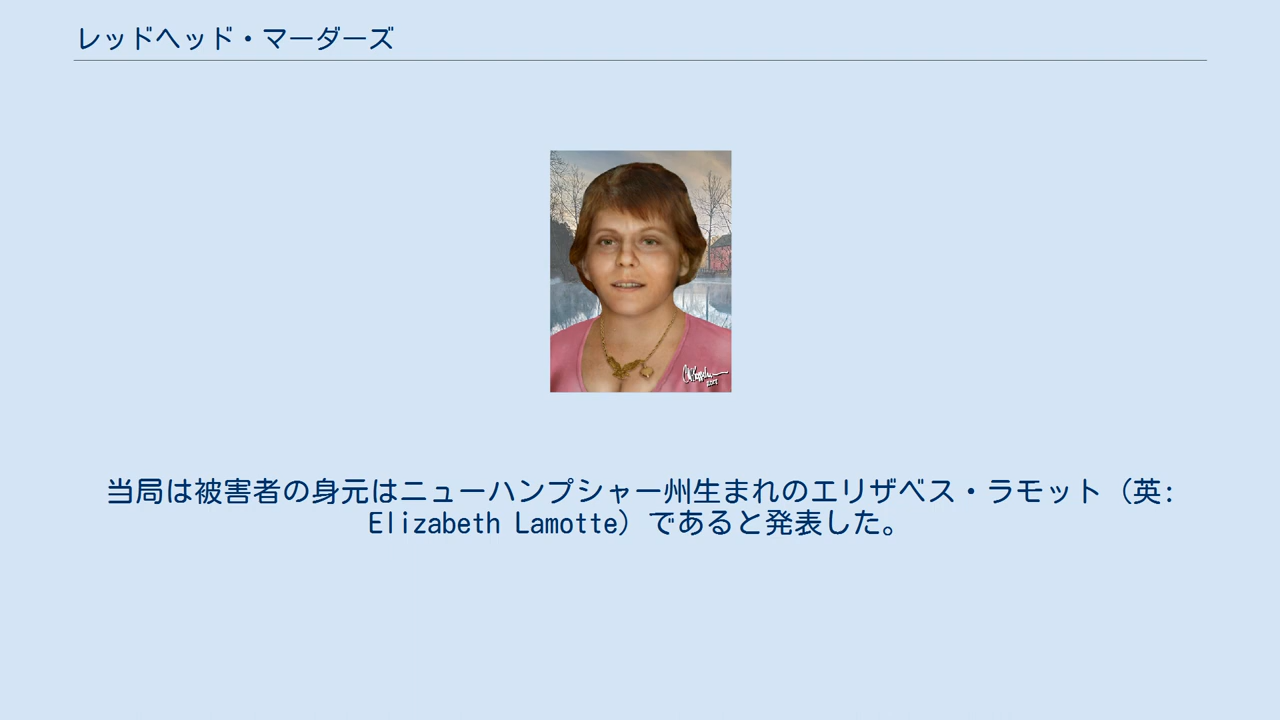 レッドヘッド・マーダーズ
当局は被害者の身元はニューハンプシャー州生まれのエリザベス・ラモット（英:
Elizabeth Lamotte）であると発表した。